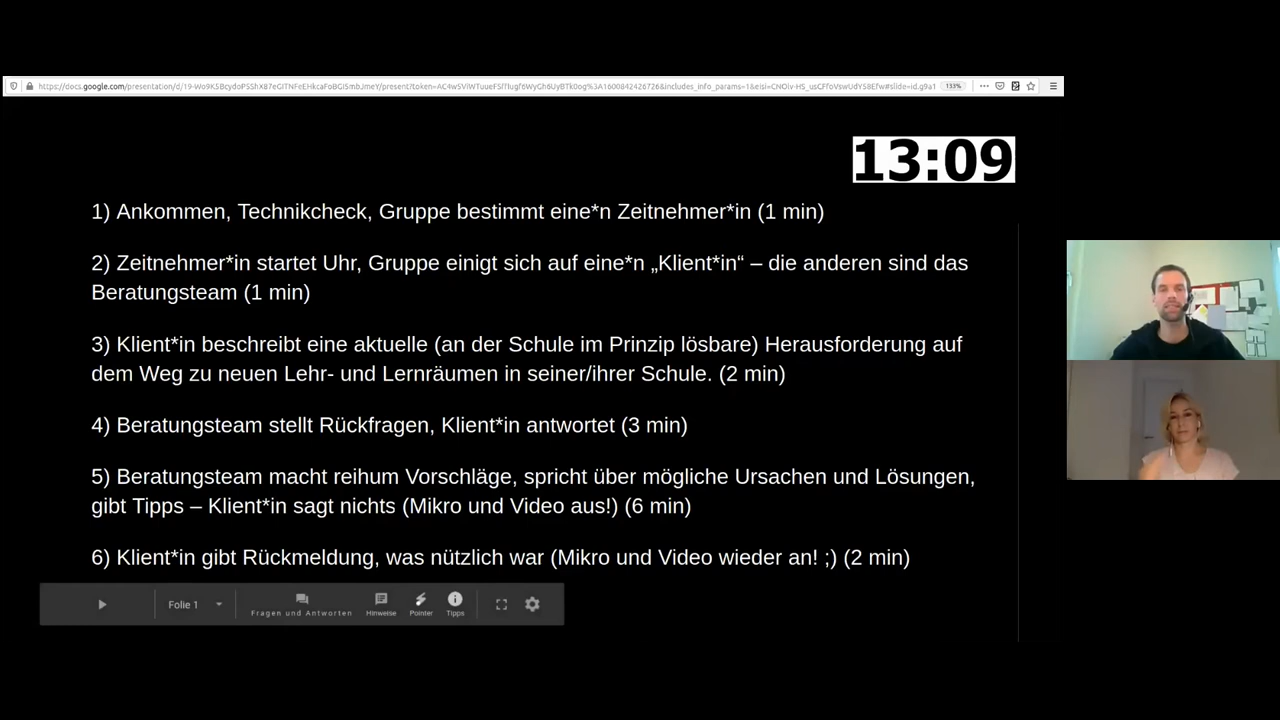 133%
13:09
1) Ankommen, Technikcheck, Gruppe bestimmt eine*n Zeitnehmer*in (1 min)
2) Zeitnehmer*in startet Uhr, Gruppe einigt sich auf eine*n „Klient*in“ – die anderen sind das
Beratungsteam (1 min)
3) Klient*in beschreibt eine aktuelle (an der Schule im Prinzip lösbare) Herausforderung auf
dem Weg zu neuen Lehr- und Lernräumen in seiner/ihrer Schule. (2 min)
4) Beratungsteam stellt Rückfragen, Klient*in antwortet (3 min)
5) Beratungsteam macht reihum Vorschläge, spricht über mögliche Ursachen und Lösungen,
gibt Tipps – Klient*in sagt nichts (Mikro und Video aus!) (6 min)
6) Klient*in gibt Rückmeldung, was nützlich war (Mikro und Video wieder an! ;) (2 min)
Folie 1
Fragen und Antworten
Hinweise
Pointer
Tipps